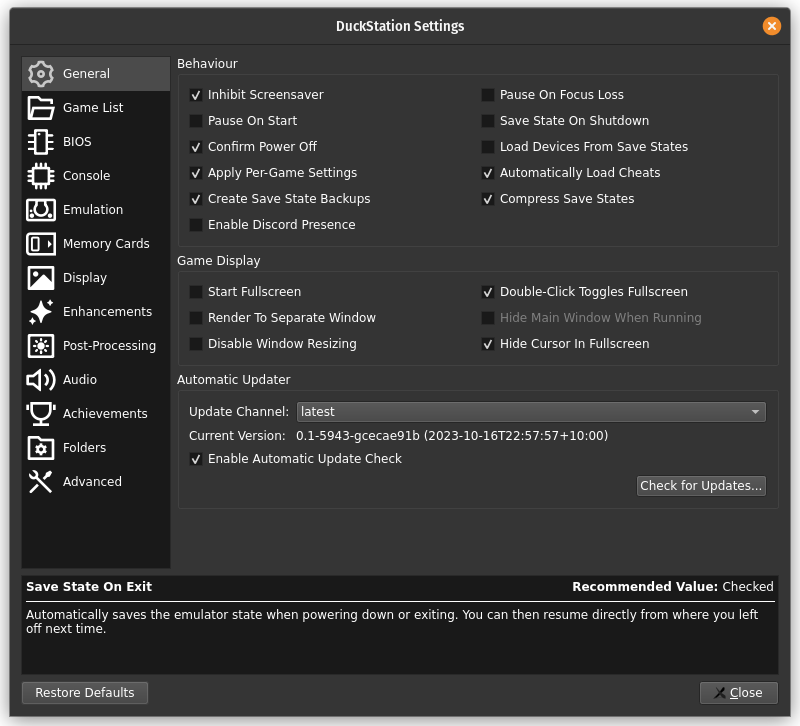 DuckStation Settings
General
Game List
BIOS
Console
Emulation
Memory Cards
Display
Enhancements
Post-Processing
Audio
Achievements
Folders
Advanced
Behaviour
Inhibit Screensaver
Pause On Focus Loss
Pause On Start
Save State On Shutdown
Confirm Power Off
Load Devices From Save States
Apply Per-Game Settings
Automatically Load Cheats
Create Save State Backups
Compress Save States
Enable Discord Presence
Game Display
Start Fullscreen
Double-Click Toggles Fullscreen
Render To Separate Window
Hide Main Window When Running
Disable Window Resizing
Hide Cursor In Fullscreen
Automatic Updater
Update Channel: latest
Current Version: 0.1-5943-gcecae91b (2023-10-16T22:57:57+10:00)
Enable Automatic Update Check
Check for Updates...
Save State On Exit
Recommended Value: Checked
Automatically saves the emulator state when powering down or exiting. You can then resume directly from where you left
off next time.
Restore Defaults
Close